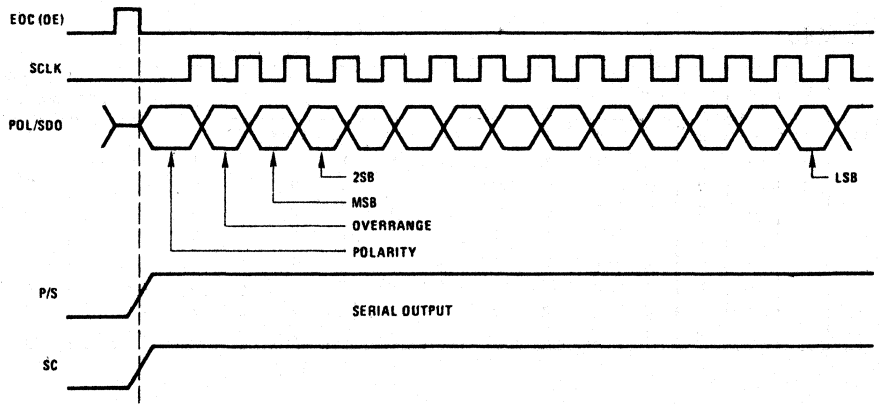 EOC (OE)
SCLK
POL/SDO
2SB
LSB
MSB
OVERRANGE
POLARITY
P/S
SERIAL OUTPUT
SC